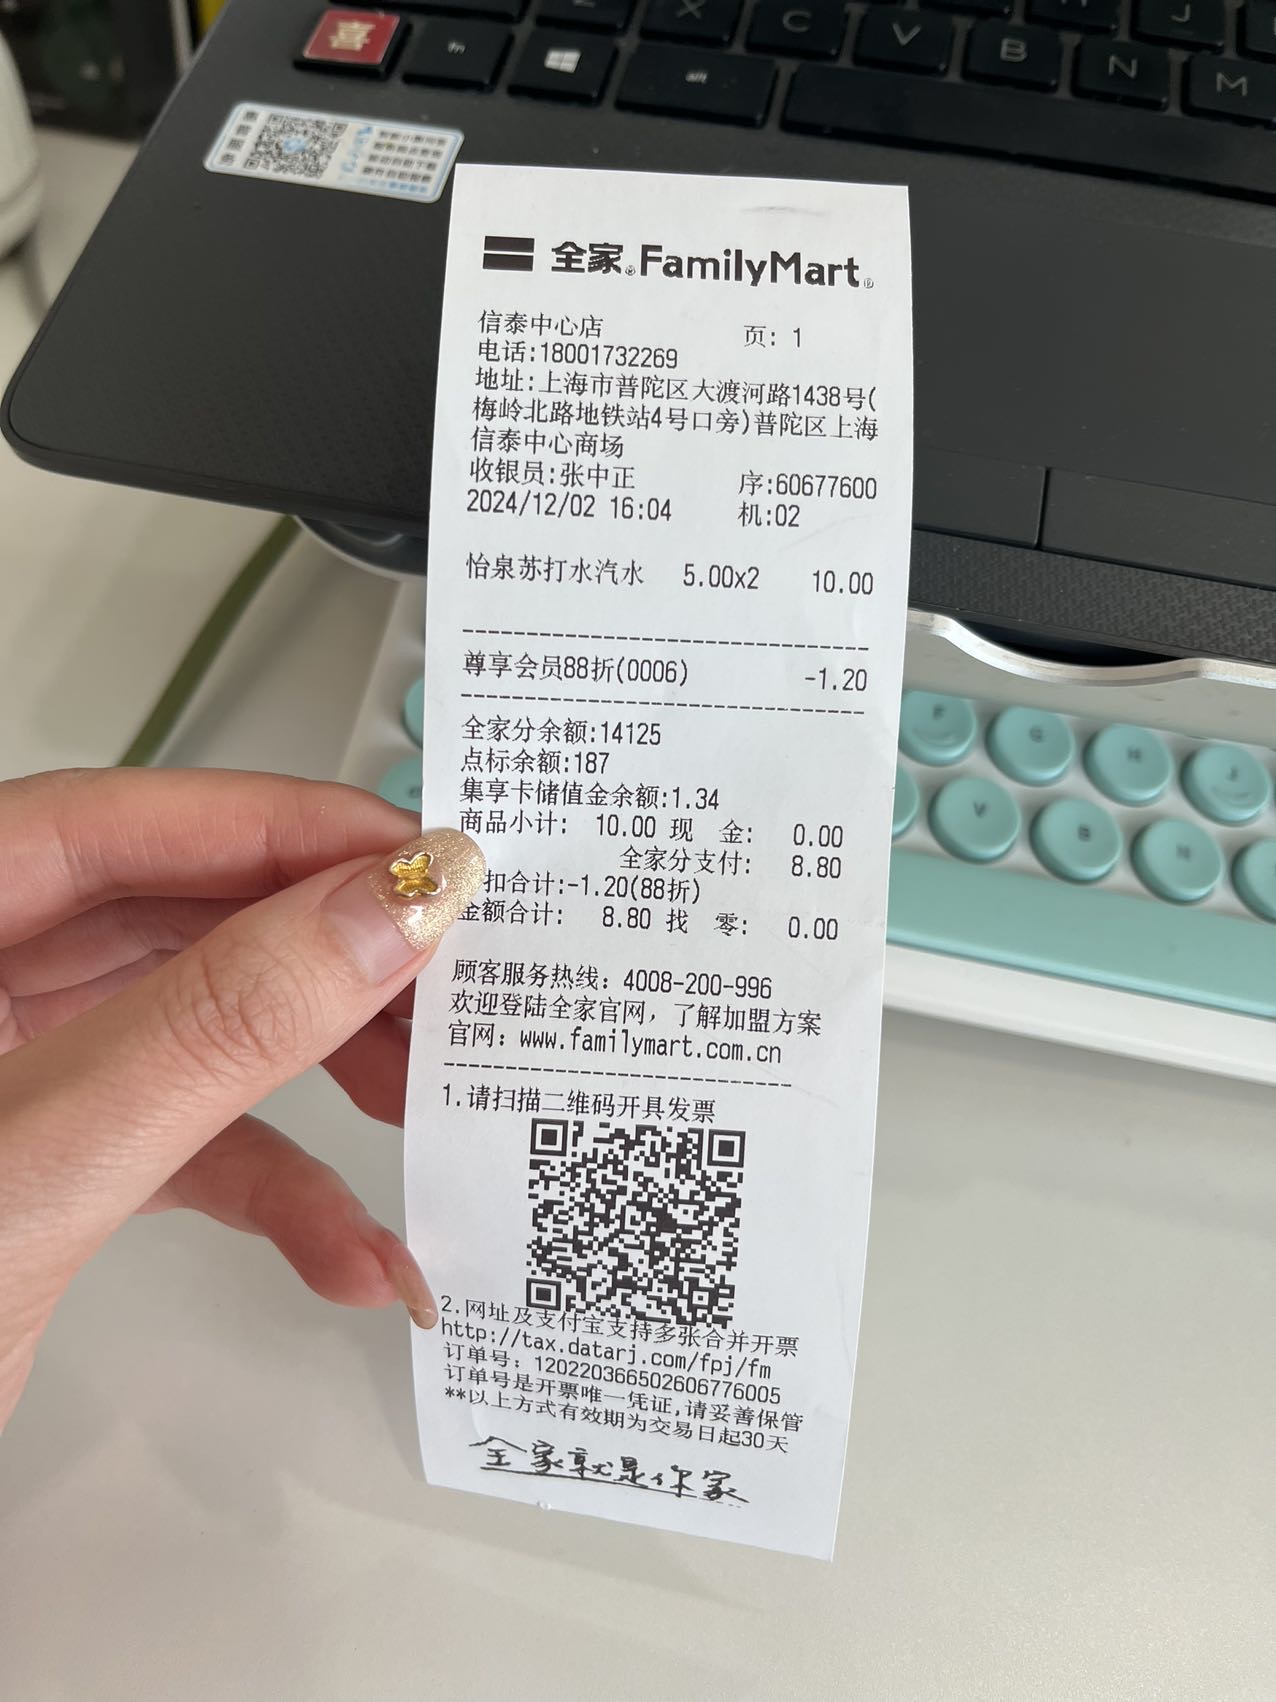 喜
fn
alt
X
C
V
B
N
M
J
全家®FamilyMart®
信泰中心店 页: 1
电话:18001732269
地址:上海市普陀区大渡河路1438号(
梅岭北路地铁站4号口旁)普陀区上海
信泰中心商场
收银员:张中正 序:60677600
2024/12/02 16:04 机:02
怡泉苏打水汽水 5.00x2 10.00
尊享会员88折(0006) -1.20
全家分余额:14125
点标余额:187
集享卡储值金余额:1.34
商品小计: 10.00 现 金: 0.00
全家分支付: 8.80
扣合计:-1.20(88折)
金额合计: 8.80 找 零: 0.00
顾客服务热线: 4008-200-996
欢迎登陆全家官网, 了解加盟方案
官网: www.familymart.com.cn
1.请扫描二维码开具发票
2.网址及支付宝支持多张合并开票
http://tax.datarj.com/fpj/fm
订单号: 120220366502606776005
订单号是开票唯一凭证,请妥善保管
**以上方式有效期为交易日起30天
全家就是你家
F
G
H
J
V
B
N